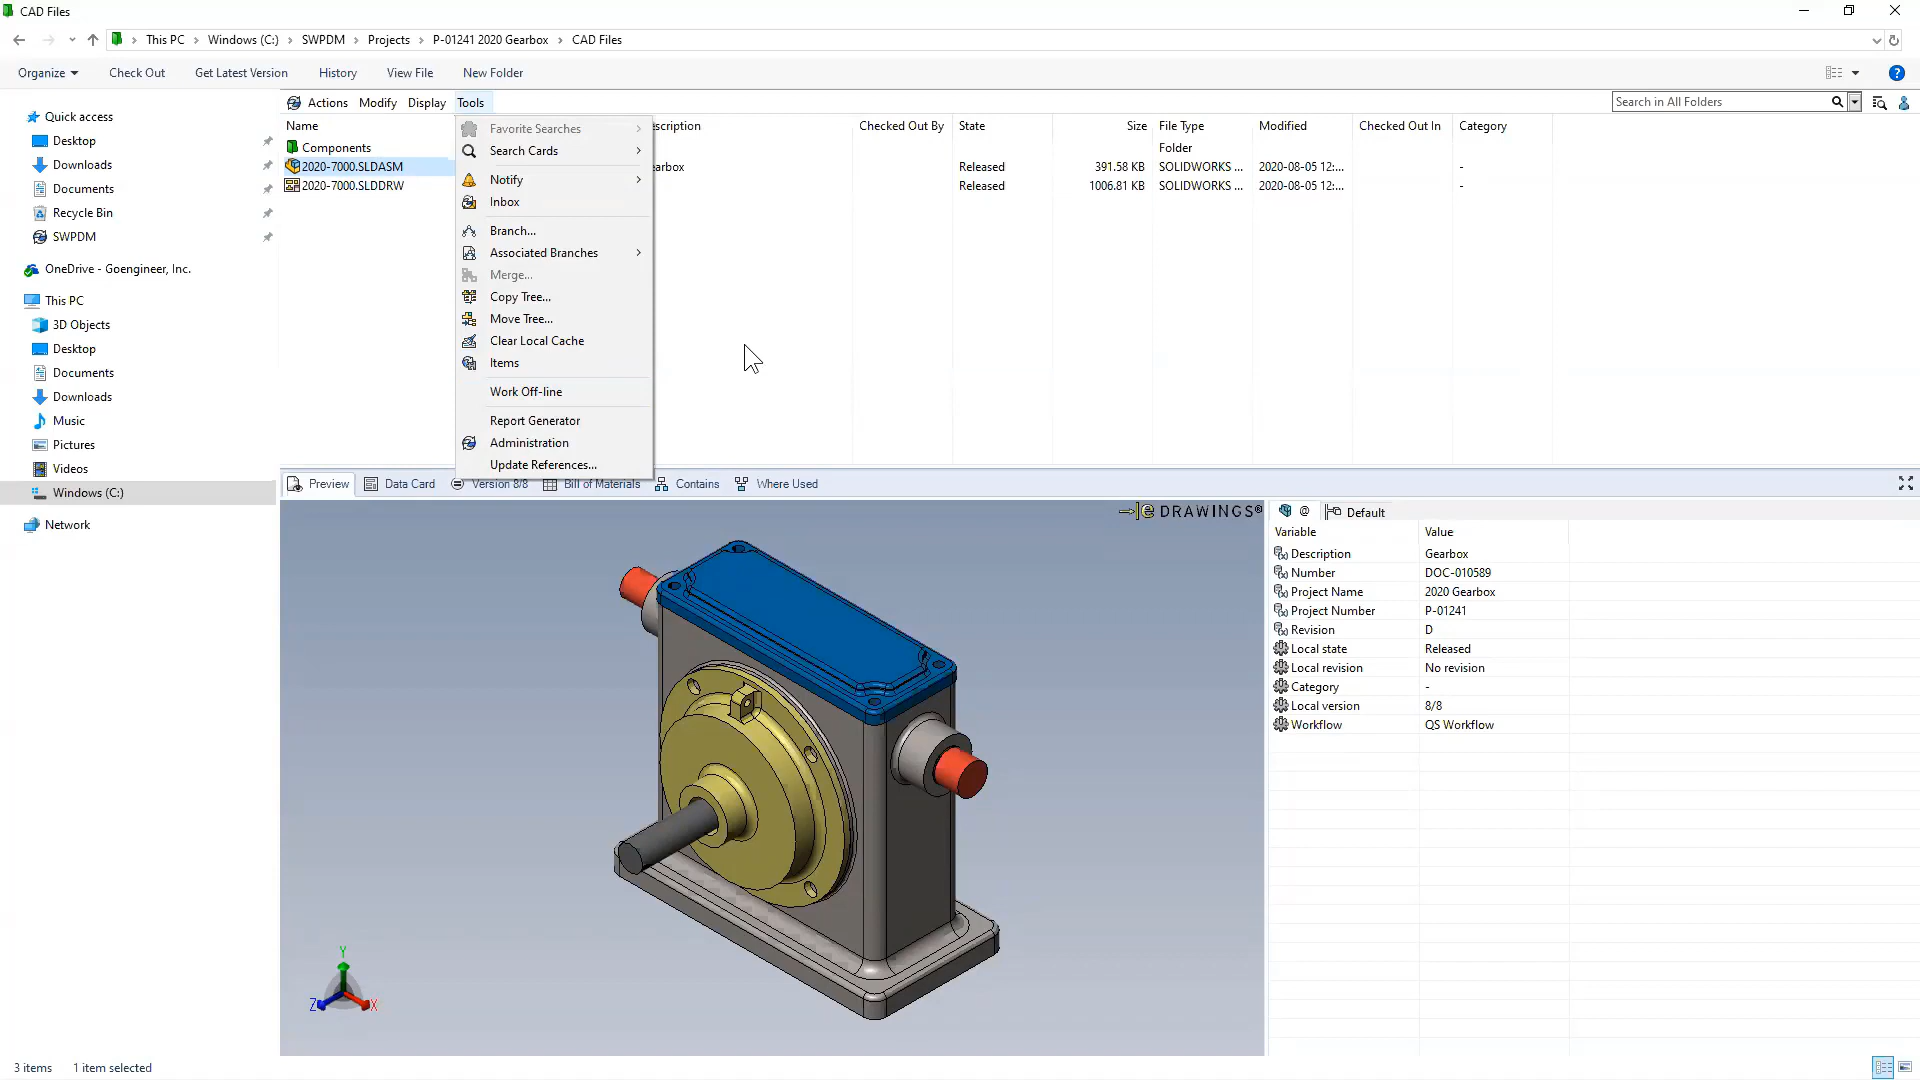 CAD Files
This PC > Windows (C:) > SWPDM > Projects > P-01241 2020 Gearbox > CAD Files
Organize Check Out Get Latest Version History View File New Folder
Actions Modify Display Tools Search in All Folders
Name escription Checked Out By State Size File Type Modified Checked Out In Category
Components Folder
2020-7000.SLDASM earbox Released 391.58 KB SOLIDWORKS ... 2020-08-05 12:... -
2020-7000.SLDDRW Released 1006.81 KB SOLIDWORKS ... 2020-08-05 12:... -
Favorite Searches
Search Cards
Notify
Inbox
Branch...
Associated Branches
Merge...
Copy Tree...
Move Tree...
Clear Local Cache
Items
Work Off-line
Report Generator
Administration
Update References...
Quick access
Desktop
Downloads
Documents
Recycle Bin
SWPDM
OneDrive - Goengineer, Inc.
This PC
3D Objects
Desktop
Documents
Downloads
Music
Pictures
Videos
Windows (C:)
Network
Preview Data Card Version 8/8 Bill of Materials Contains Where Used
eDRAWINGS®
@ Default
Variable Value
Description Gearbox
Number DOC-010589
Project Name 2020 Gearbox
Project Number P-01241
Revision D
Local state Released
Local revision No revision
Category -
Local version 8/8
Workflow QS Workflow
Y
Z X
3 items 1 item selected